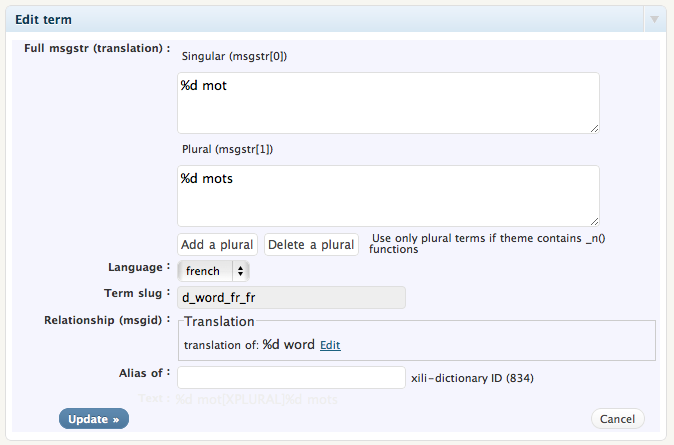 Edit term
Full msgstr (translation) :
Singular (msgstr[0])
%d mot
Plural (msgstr[1])
%d mots
Add a plural Delete a plural Use only plural terms if theme contains _n()
functions
Language : french
Term slug : d_word_fr_fr
Relationship (msgid) : Translation
translation of: %d word Edit
Alias of : xili-dictionary ID (834)
Text : %d mot[XPLURAL]%d mots
Update » Cancel